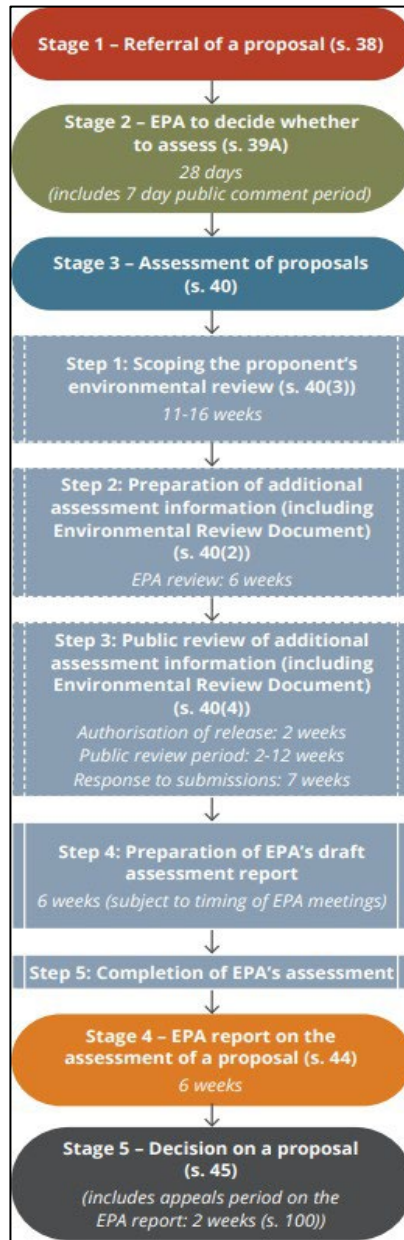 Stage 1 – Referral of a proposal (s. 38)
Stage 2 – EPA to decide whether
to assess (s. 39A)
28 days
(includes 7 day public comment period)
Stage 3 – Assessment of proposals
(s. 40)
Step 1: Scoping the proponent’s
environmental review (s. 40(3))
11-16 weeks
Step 2: Preparation of additional
assessment information (including
Environmental Review Document)
(s. 40(2))
EPA review: 6 weeks
Step 3: Public review of additional
assessment information (including
Environmental Review Document)
(s. 40(4))
Authorisation of release: 2 weeks
Public review period: 2-12 weeks
Response to submissions: 7 weeks
Step 4: Preparation of EPA’s draft
assessment report
6 weeks (subject to timing of EPA meetings)
Step 5: Completion of EPA’s assessment
Stage 4 – EPA report on the
assessment of a proposal (s. 44)
6 weeks
Stage 5 – Decision on a proposal
(s. 45)
(includes appeals period on the
EPA report: 2 weeks (s. 100))